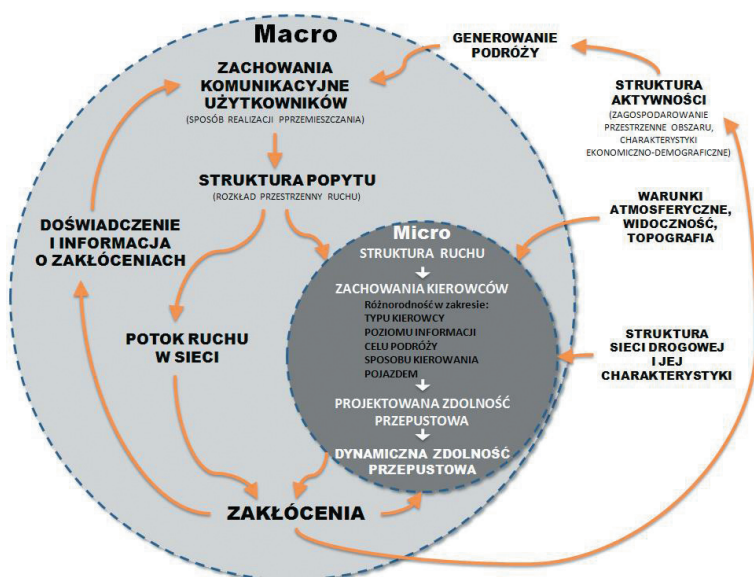 Macro
ZACHOWANIA
KOMUNIKACYJNE
UŻYTKOWNIKÓW
(SPOSÓB REALIZACJI PPRZEMIESZCZANIA)
STRUKTURA POPYTU
(ROZKŁAD PRZESTRZENNY RUCHU)
DOŚWIADCZENIE
I INFORMACJA
O ZAKŁÓCENIACH
POTOK RUCHU
W SIECI
ZAKŁÓCENIA
Micro
STRUKTURA RUCHU
ZACHOWANIA KIEROWCÓW
Różnorodność w zakresie:
TYPU KIEROWCY
POZIOMU INFORMACJI
CELU PODRÓŻY
SPOSOBU KIEROWANIA
POJAZDEM
PROJEKTOWANA ZDOLNOŚĆ
PRZEPUSTOWA
DYNAMICZNA ZDOLNOŚĆ
PRZEPUSTOWA
GENEROWANIE
PODRÓŻY
STRUKTURA
AKTYWNOŚCI
(ZAGOSPODAROWANIE
PRZESTRZENNE OBSZARU,
CHARAKTERYSTYKI
EKONOMICZNO-DEMOGRAFICZNE)
WARUNKI
ATMOSFERYCZNE,
WIDOCZNOŚĆ,
TOPOGRAFIA
STRUKTURA
SIECI DROGOWEJ
I JEJ
CHARAKTERYSTYKI